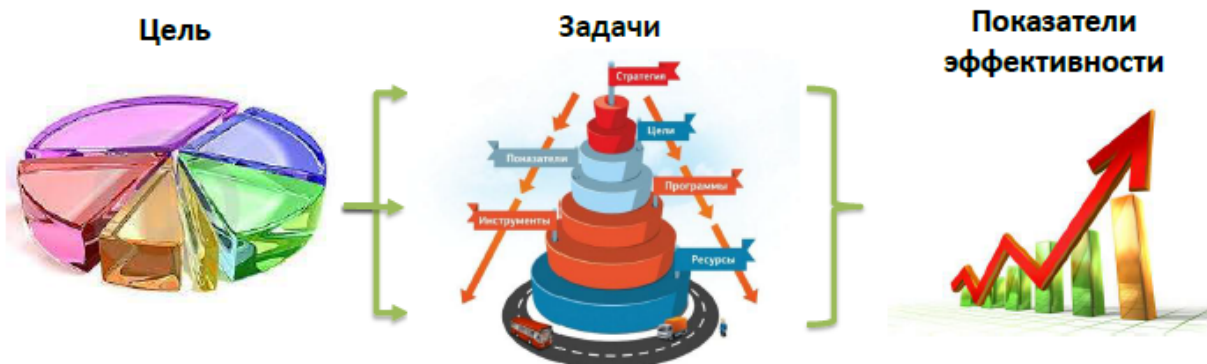 Цель
Задачи
Показатели
эффективности
Стратегия
Цели
Показатели
Программы
Инструменты
Ресурсы